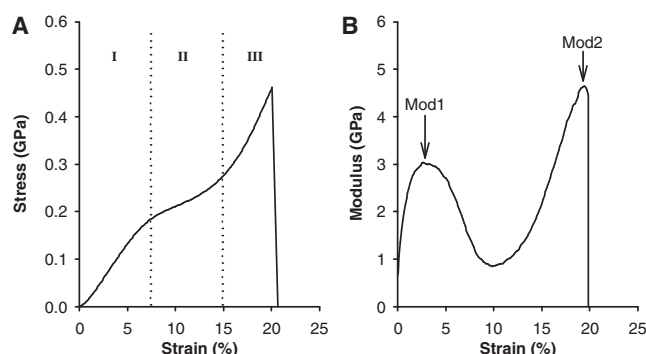 A
Stress (GPa)
0.6
0.5
0.4
0.3
0.2
0.1
0.0
I II III
0 5 10 15 20 25
Strain (%)
B
Modulus (GPa)
6
5
4
3
2
1
0
Mod1
Mod2
0 5 10 15 20 25
Strain (%)